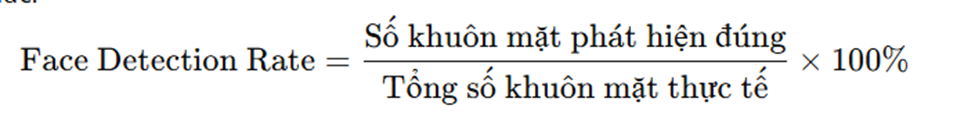 Face Detection Rate = Số khuôn mặt phát hiện đúng / Tổng số khuôn mặt thực tế × 100%